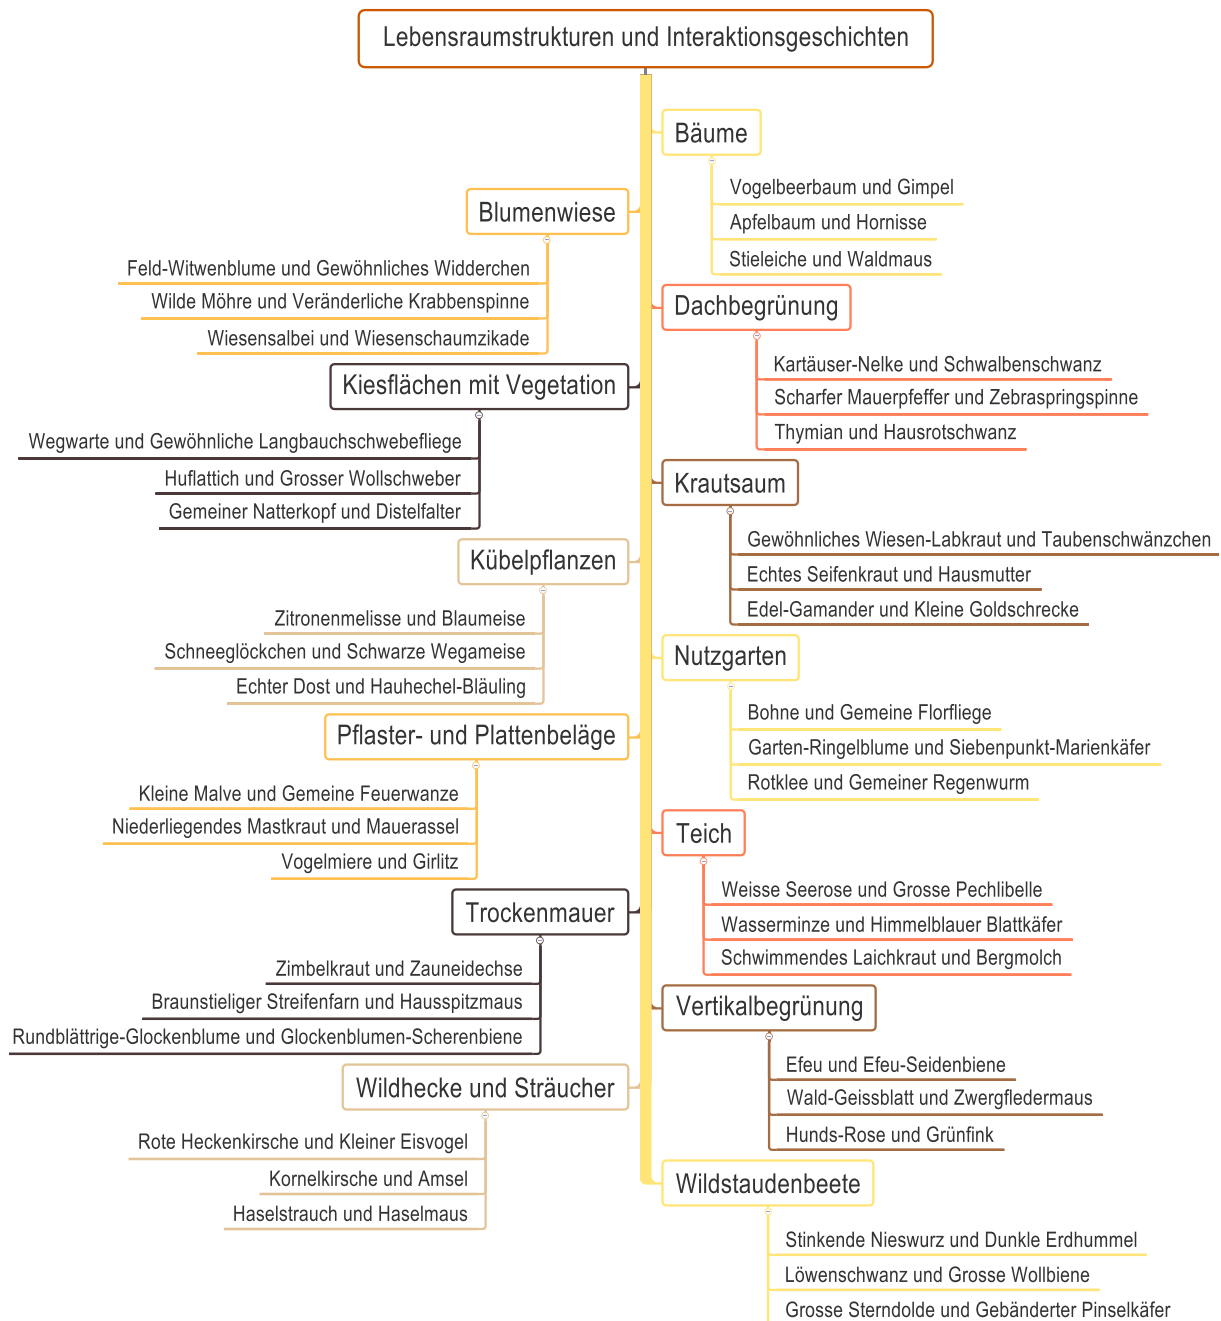 Lebensraumstrukturen und Interaktionsgeschichten
Bäume
Vogelbeerbaum und Gimpel
Apfelbaum und Hornisse
Stieleiche und Waldmaus
Blumenwiese
Feld-Witwenblume und Gewöhnliches Widderchen
Wilde Möhre und Veränderliche Krabbenspinne
Wiesensalbei und Wiesenschaumzikade
Dachbegrünung
Kartäuser-Nelke und Schwalbenschwanz
Scharfer Mauerpfeffer und Zebraspringspinne
Thymian und Hausrotschwanz
Kiesflächen mit Vegetation
Wegwarte und Gewöhnliche Langbauchschwebefliege
Huflattich und Grosser Wollschweber
Gemeiner Natterkopf und Distelfalter
Krautsaum
Gewöhnliches Wiesen-Labkraut und Taubenschwänzchen
Echtes Seifenkraut und Hausmutter
Edel-Gamander und Kleine Goldschrecke
Kübelpflanzen
Zitronenmelisse und Blaumeise
Schneeglöckchen und Schwarze Wegameise
Echter Dost und Hauhechel-Bläuling
Nutzgarten
Bohne und Gemeine Florfliege
Garten-Ringelblume und Siebenpunkt-Marienkäfer
Rotklee und Gemeiner Regenwurm
Pflaster- und Plattenbeläge
Kleine Malve und Gemeine Feuerwanze
Niederliegendes Mastkraut und Mauerassel
Vogelmiere und Girlitz
Teich
Weisse Seerose und Grosse Pechlibelle
Wasserminze und Himmelblauer Blattkäfer
Schwimmendes Laichkraut und Bergmolch
Trockenmauer
Zimbelkraut und Zauneidechse
Braunstieliger Streifenfarn und Hausspitzmaus
Rundblättrige-Glockenblume und Glockenblumen-Scherenbiene
Vertikalbegrünung
Efeu und Efeu-Seidenbiene
Wald-Geissblatt und Zwergfledermaus
Hunds-Rose und Grünfink
Wildhecke und Sträucher
Rote Heckenkirsche und Kleiner Eisvogel
Kornelkirsche und Amsel
Haselstrauch und Haselmaus
Wildstaudenbeete
Stinkende Nieswurz und Dunkle Erdhummel
Löwenschwanz und Grosse Wollbiene
Grosse Sterndolde und Gebänderter Pinselkäfer